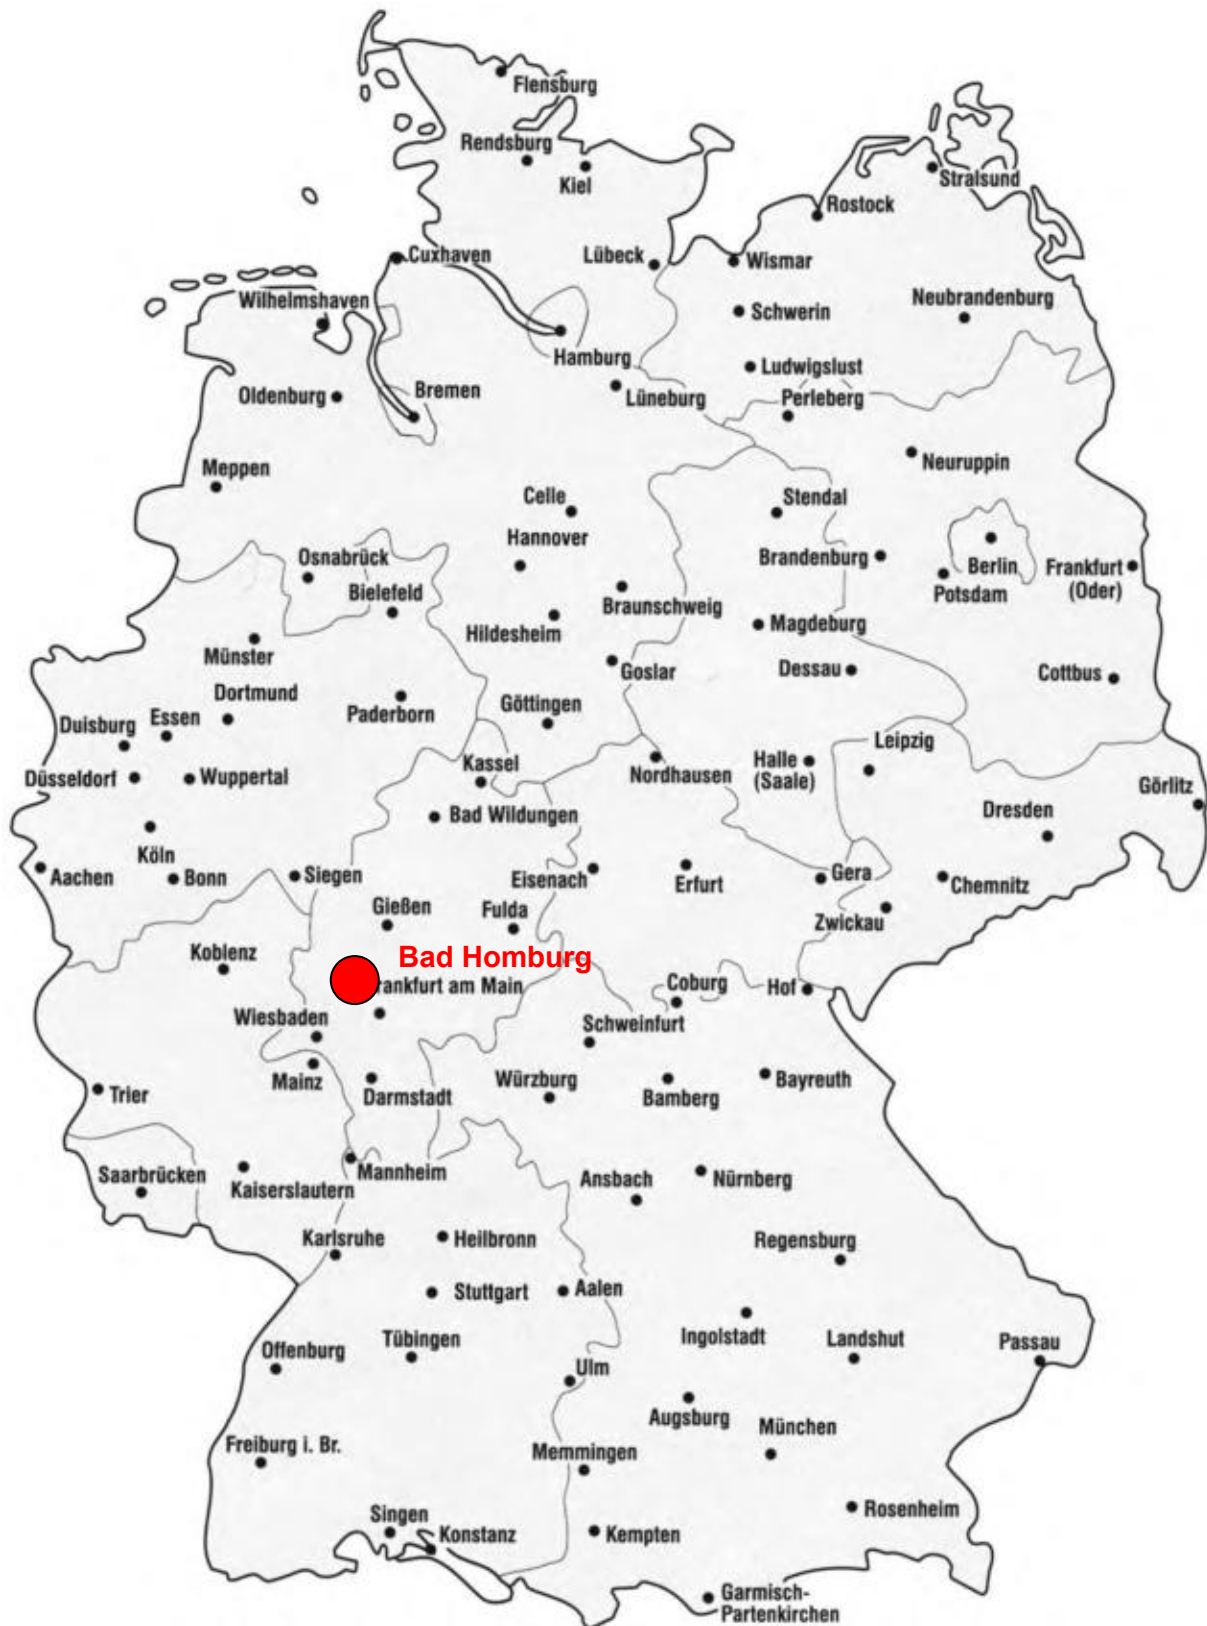 Flensburg
Rendsburg
Kiel
Stralsund
Rostock
Cuxhaven
Lübeck
Wismar
Wilhelmshaven
Schwerin
Neubrandenburg
Hamburg
Ludwigslust
Oldenburg
Bremen
Lüneburg
Perleberg
Meppen
Neuruppin
Celle
Stendal
Hannover
Osnabrück
Brandenburg
Berlin
Frankfurt
(Oder)
Bielefeld
Potsdam
Braunschweig
Hildesheim
Magdeburg
Münster
Goslar
Dessau
Cottbus
Dortmund
Paderborn
Göttingen
Duisburg
Essen
Leipzig
Kassel
Nordhausen
Halle
(Saale)
Düsseldorf
Wuppertal
Görlitz
Bad Wildungen
Dresden
Köln
Aachen
Bonn
Siegen
Eisenach
Erfurt
Gera
Chemnitz
Gießen
Fulda
Zwickau
Koblenz
Bad Homburg
rankfurt am Main
Coburg
Hof
Wiesbaden
Schweinfurt
Mainz
Darmstadt
Würzburg
Bamberg
Bayreuth
Trier
Saarbrücken
Kaiserslautern
Mannheim
Ansbach
Nürnberg
Karlsruhe
Heilbronn
Regensburg
Stuttgart
Aalen
Offenburg
Tübingen
Ingolstadt
Landshut
Passau
Ulm
Augsburg
München
Freiburg i. Br.
Memmingen
Rosenheim
Singen
Konstanz
Kempten
Garmisch-
Partenkirchen